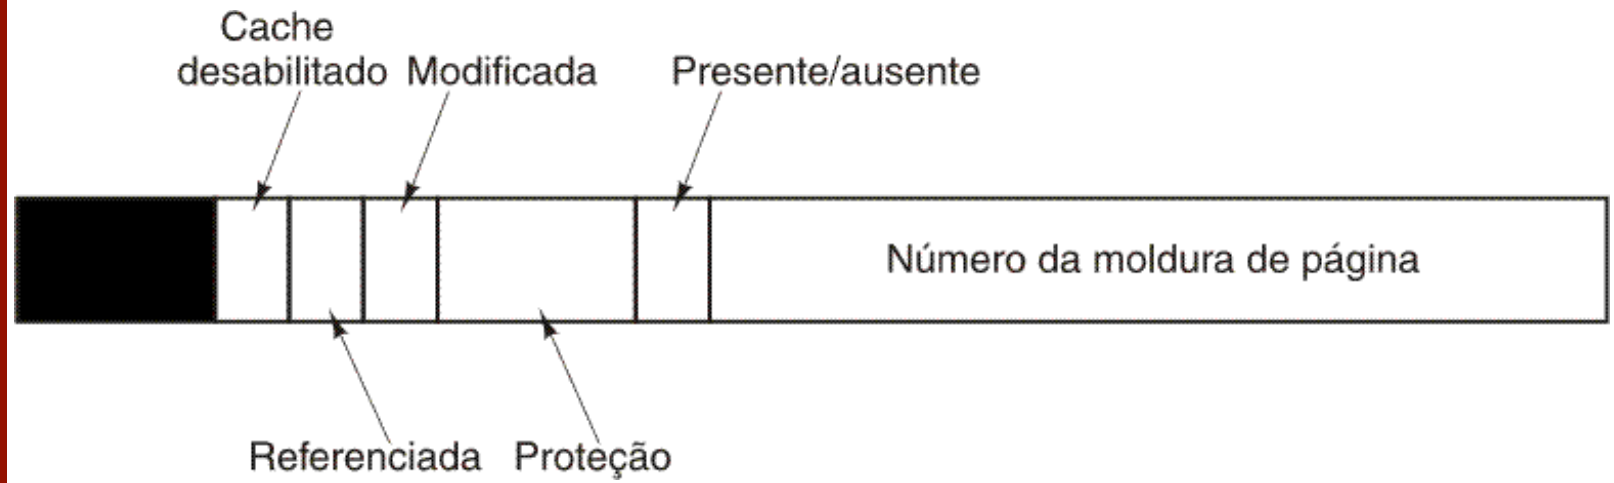 Cache
desabilitado Modificada Presente/ausente
Número da moldura de página
Referenciada Proteção